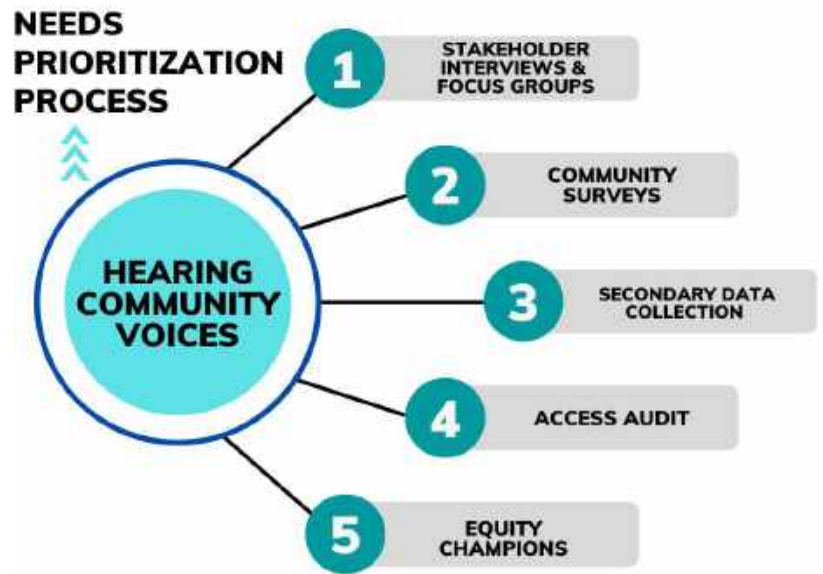 NEEDS
PRIORITIZATION
PROCESS
1
STAKEHOLDER
INTERVIEWS &
FOCUS GROUPS
2
COMMUNITY
SURVEYS
HEARING
COMMUNITY
VOICES
3
SECONDARY DATA
COLLECTION
4
ACCESS AUDIT
5
EQUITY
CHAMPIONS